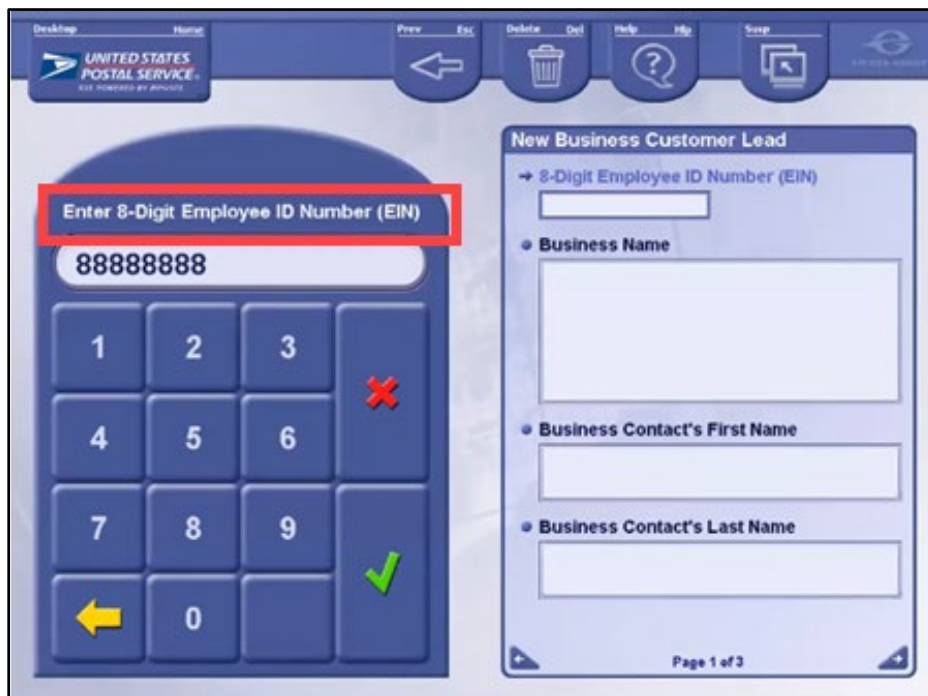 Desktop Home
Prev Esc
Delete Del
Help Hlp
Susp
UNITED STATES
POSTAL SERVICE
New Business Customer Lead
8-Digit Employee ID Number (EIN)
Enter 8-Digit Employee ID Number (EIN)
88888888
Business Name
1 2 3
4 5 6
7 8 9
0
Business Contact's First Name
Business Contact's Last Name
Page 1 of 3